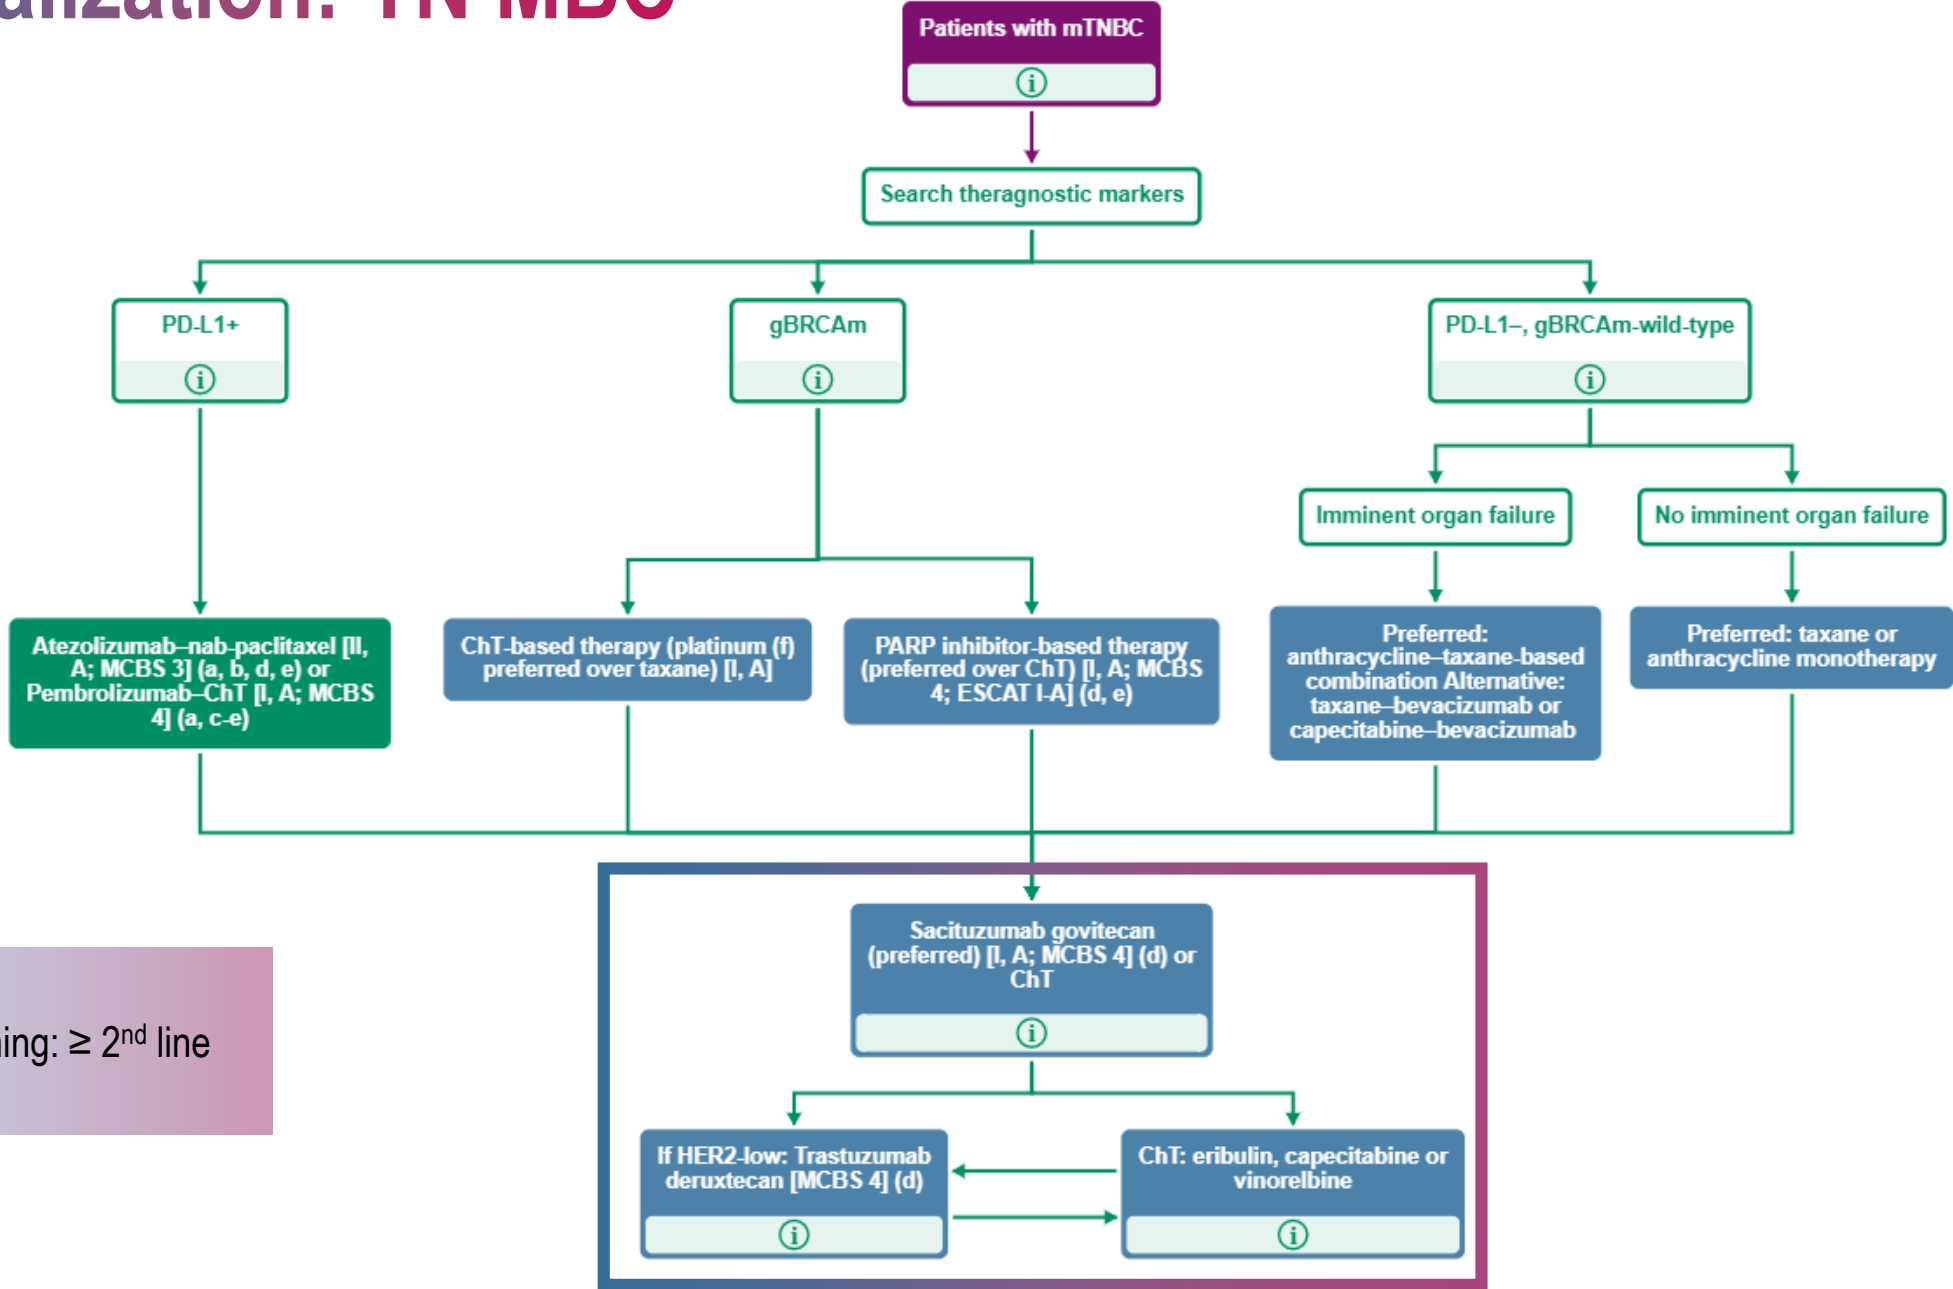 alization: TN MBC
Patients with mTNBC
Search theragnostic markers
PD-L1+
gBRCAm
PD-L1–, gBRCAm-wild-type
Imminent organ failure
No imminent organ failure
Atezolizumab–nab-paclitaxel [II,
A; MCBS 3] (a, b, d, e) or
Pembrolizumab–ChT [I, A; MCBS
4] (a, c-e)
ChT-based therapy (platinum (f)
preferred over taxane) [I, A]
PARP inhibitor-based therapy
(preferred over ChT) [I, A; MCBS
4; ESCAT I-A] (d, e)
Preferred:
anthracycline–taxane-based
combination Alternative:
taxane–bevacizumab or
capecitabine–bevacizumab
Preferred: taxane or
anthracycline monotherapy
Sacituzumab govitecan
(preferred) [I, A; MCBS 4] (d) or
ChT
ning: ≥ 2nd line
If HER2-low: Trastuzumab
deruxtecan [MCBS 4] (d)
ChT: eribulin, capecitabine or
vinorelbine